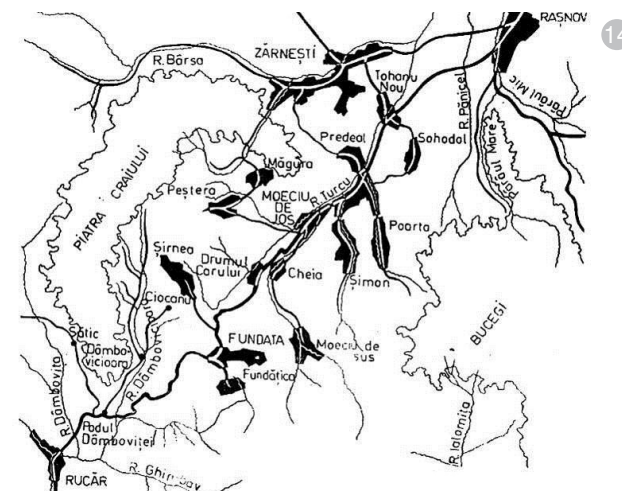 RAȘNOV
14
ZĂRNEȘTI
R. Bârsa
Tohanu
Nou
R. Pănicel
Pârâul Mic
Predeal
Sohodol
Pârâul Mare
Măgura
PIATRA CRAIULUI
Peștera
MOECIU
DE
JOS
R. Turcu
Poarta
Șirnea
Drumul
Carului
Cheia
Șimon
Ciocanu
BUCEGI
Sătic
Dâmbo-
vicioara
R. Dâmbovița
FUNDATA
Moeciu de
sus
Fundățica
Podul
Dâmboviței
R. Ialomița
R. Ghimbav
RUCĂR